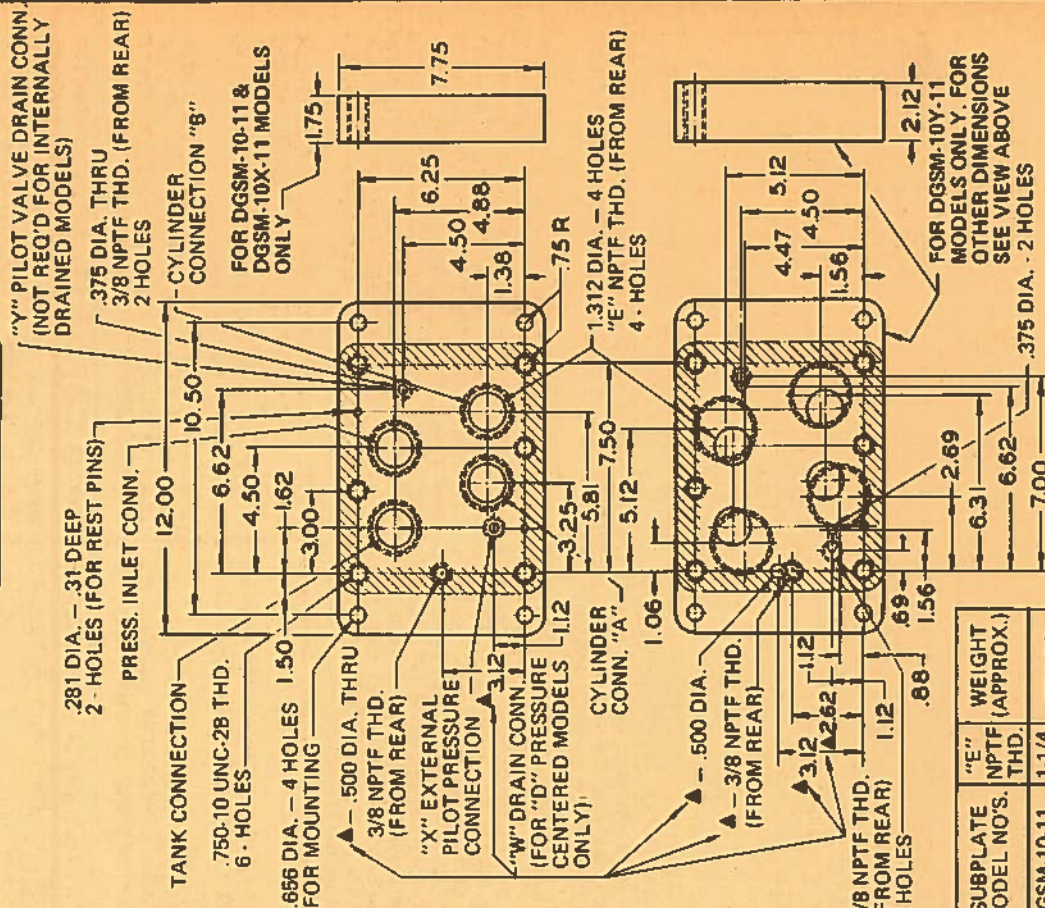 "Y" PILOT VALVE DRAIN CONN.
(NOT REQ'D FOR INTERNALLY
DRAINED MODELS)
.375 DIA. THRU
3/8 NPTF THD. (FROM REAR)
2 HOLES
CYLINDER
CONNECTION "B"
FOR DGSM-10-11 &
DGSM-10X-11 MODELS
ONLY
1.75
7.75
.281 DIA. – .31 DEEP
2 - HOLES (FOR REST PINS)
PRESS. INLET CONN.
12.00
10.50
6.62
4.50
1.62
3.00
1.50
TANK CONNECTION
.750-10 UNC-2B THD.
6 - HOLES
.656 DIA. – 4 HOLES
FOR MOUNTING
6.25
4.50
4.88
1.38
.75 R
1.312 DIA. – 4 HOLES
"E" NPTF THD. (FROM REAR)
4 - HOLES
▲ – .500 DIA. THRU
3/8 NPTF THD.
(FROM REAR)
"X" EXTERNAL
PILOT PRESSURE
CONNECTION
▲ 3.12
1.12
"W" DRAIN CONN.
(FOR "D" PRESSURE
CENTERED MODELS
ONLY)
3.25
5.81
7.50
5.12
CYLINDER
CONN. "A"
1.06
5.12
4.47
4.50
1.56
2.12
FOR DGSM-10Y-11
MODELS ONLY. FOR
OTHER DIMENSIONS
SEE VIEW ABOVE
.375 DIA. - 2 HOLES
▲ – .500 DIA.
▲ – 3/8 NPTF THD.
(FROM REAR)
1.12
▲2.62
▲3.12
1.12
.88
.69
1.56
2.69
6.31
6.62
7.00
/8 NPTF THD.
FROM REAR)
HOLES
SUBPLATE
ODEL NO'S.
"E"
NPTF
THD.
WEIGHT
(APPROX.)
GSM-10-11
1-1/4